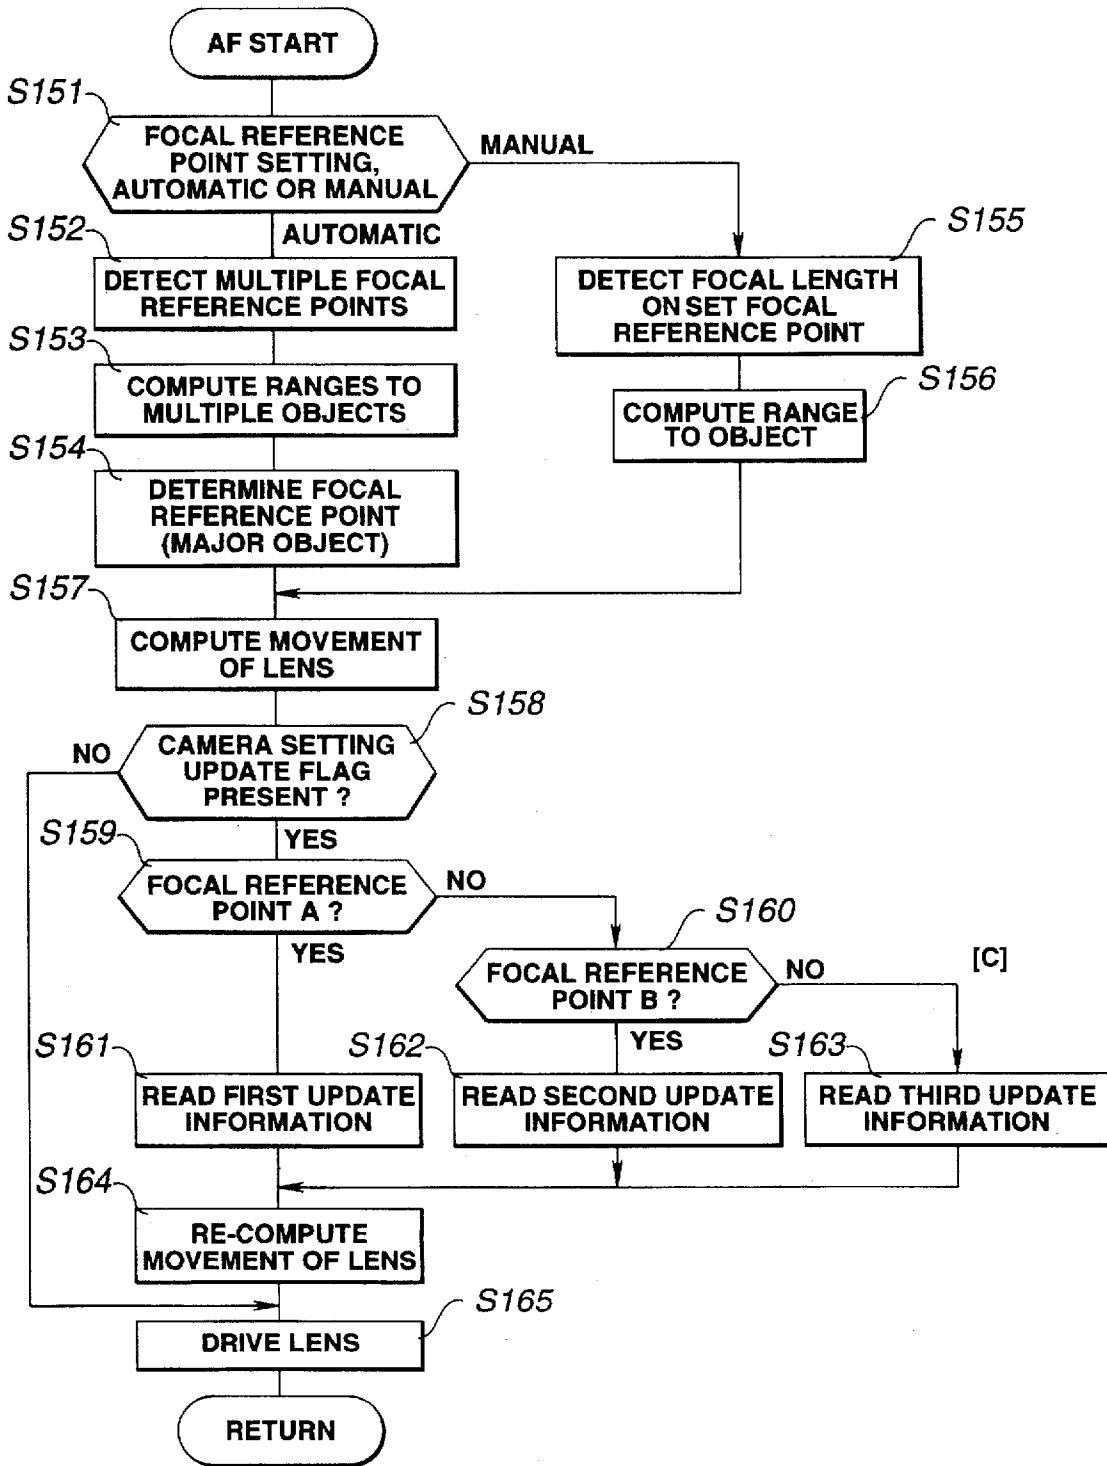 AF START
S151
FOCAL REFERENCE
POINT SETTING,
AUTOMATIC OR MANUAL
MANUAL
AUTOMATIC
S152
DETECT MULTIPLE FOCAL
REFERENCE POINTS
S155
DETECT FOCAL LENGTH
ON SET FOCAL
REFERENCE POINT
S153
COMPUTE RANGES TO
MULTIPLE OBJECTS
S156
COMPUTE RANGE
TO OBJECT
S154
DETERMINE FOCAL
REFERENCE POINT
(MAJOR OBJECT)
S157
COMPUTE MOVEMENT
OF LENS
S158
CAMERA SETTING
UPDATE FLAG
PRESENT ?
NO
YES
S159
FOCAL REFERENCE
POINT A ?
NO
YES
S160
FOCAL REFERENCE
POINT B ?
NO
[C]
YES
S161
READ FIRST UPDATE
INFORMATION
S162
READ SECOND UPDATE
INFORMATION
S163
READ THIRD UPDATE
INFORMATION
S164
RE-COMPUTE
MOVEMENT OF LENS
S165
DRIVE LENS
RETURN